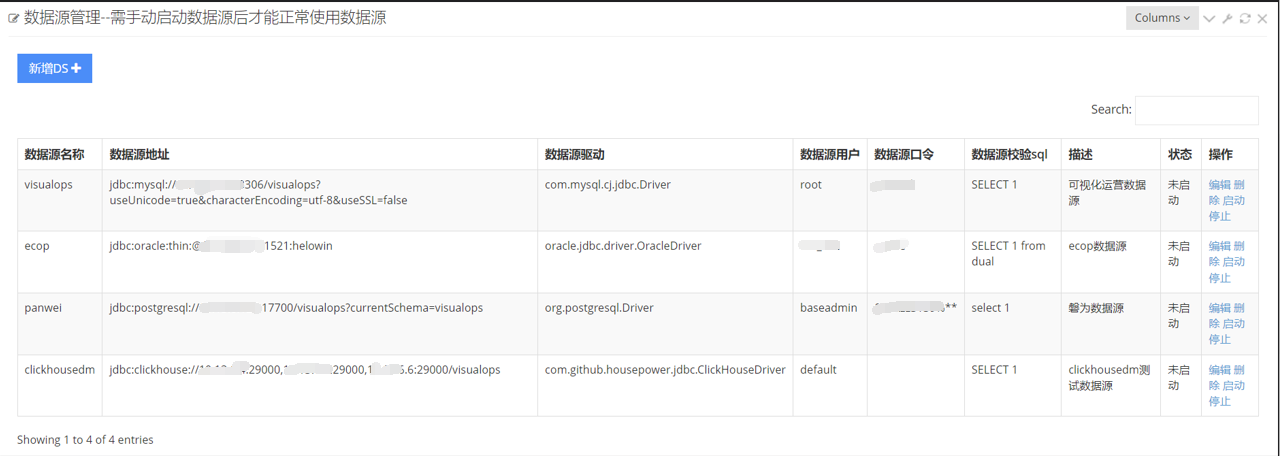 数据源管理--需手动启动数据源后才能正常使用数据源
Columns
新增DS
Search:
数据源名称 数据源地址 数据源驱动 数据源用户 数据源口令 数据源校验sql 描述 状态 操作
visualops jdbc:mysql:// 306/visualops? com.mysql.cj.jdbc.Driver root SELECT 1 可视化运营数据 未启 编辑 删
useUnicode=true&characterEncoding=utf-8&useSSL=false 源 动 除 启动
停止
ecop jdbc:oracle:thin:@ 1521:helowin oracle.jdbc.driver.OracleDriver SELECT 1 from ecop数据源 未启 编辑 删
dual 动 除 启动
停止
panwei jdbc:postgresql:// 17700/visualops?currentSchema=visualops org.postgresql.Driver baseadmin ** select 1 磐为数据源 未启 编辑 删
动 除 启动
停止
clickhousedm jdbc:clickhouse:// :29000, :29000, .6:29000/visualops com.github.housepower.jdbc.ClickHouseDriver default SELECT 1 clickhousedm测 未启 编辑 删
试数据源 动 除 启动
停止
Showing 1 to 4 of 4 entries